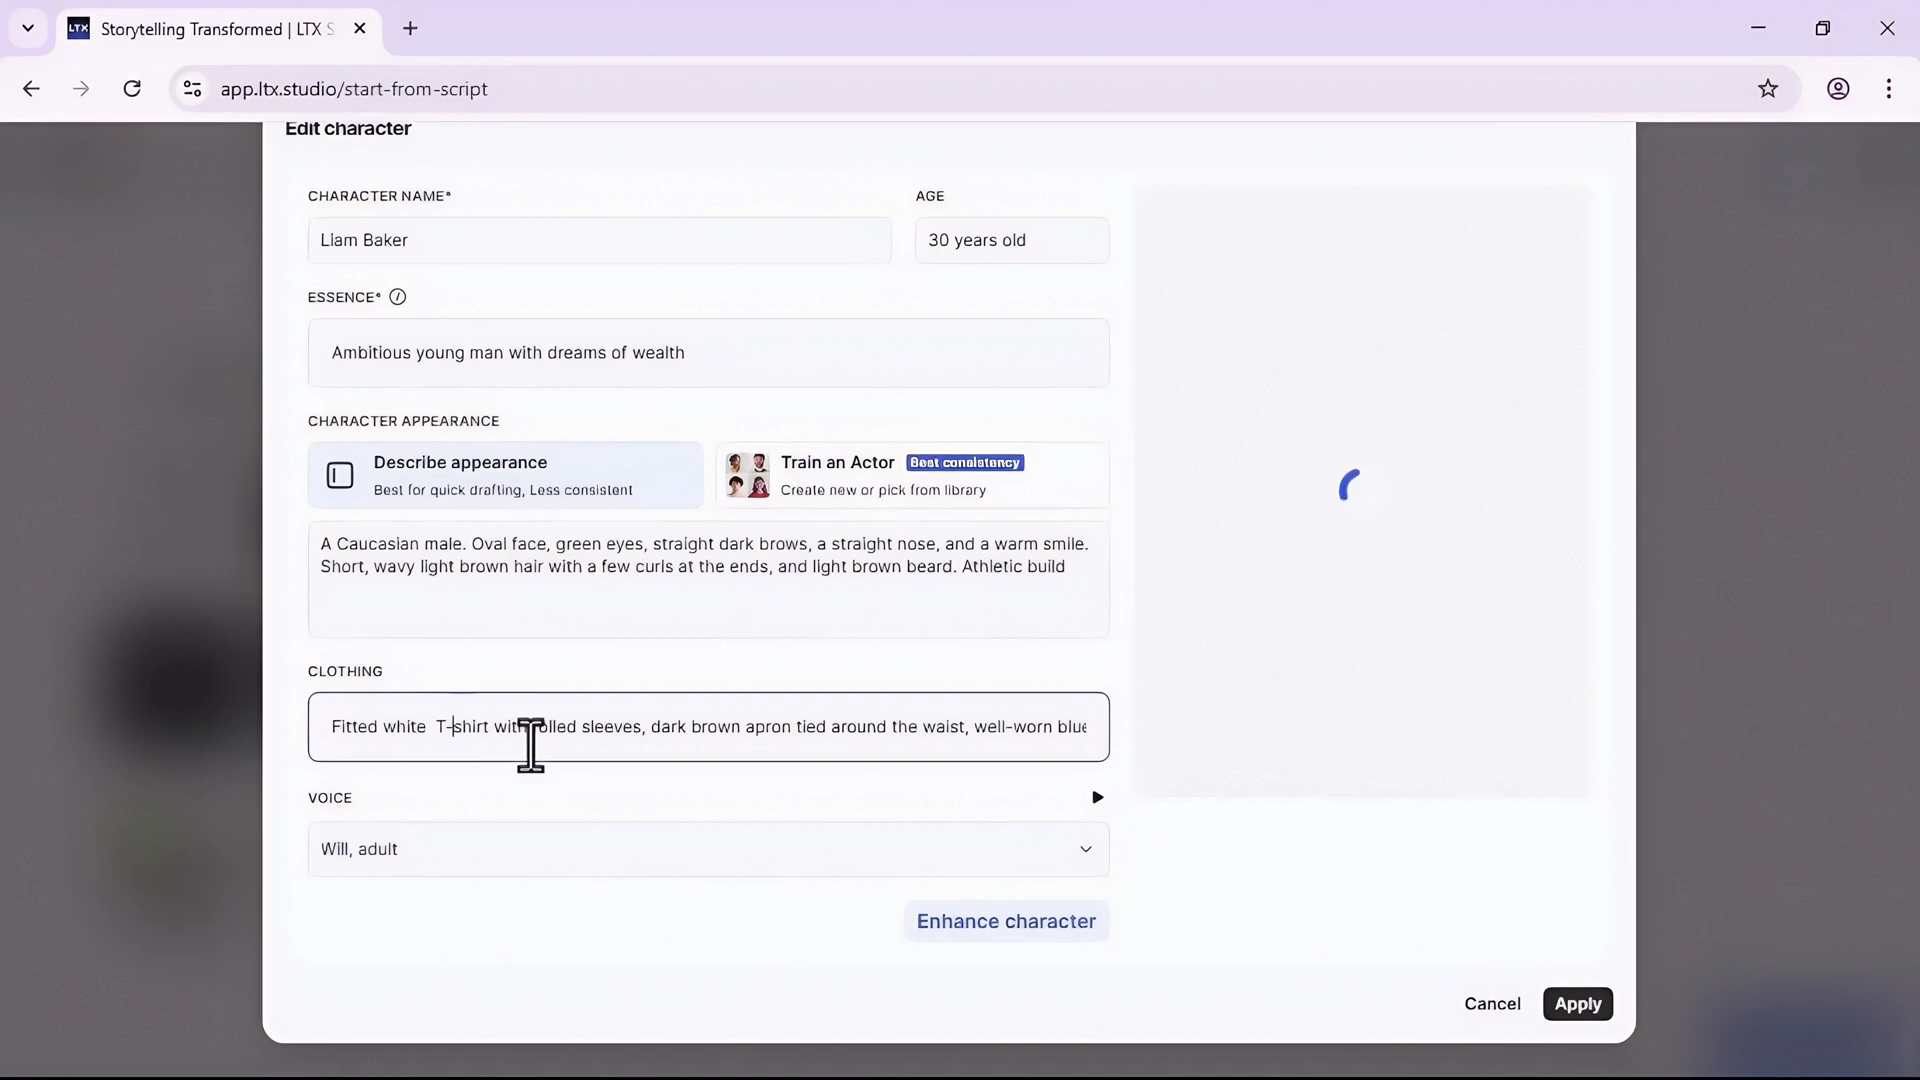 Storytelling Transformed | LTX S
app.ltx.studio/start-from-script
Edit character
CHARACTER NAME*
AGE
Liam Baker
30 years old
ESSENCE*
Ambitious young man with dreams of wealth
CHARACTER APPEARANCE
Describe appearance
Best for quick drafting, Less consistent
Train an Actor Best consistency
Create new or pick from library
A Caucasian male. Oval face, green eyes, straight dark brows, a straight nose, and a warm smile.
Short, wavy light brown hair with a few curls at the ends, and light brown beard. Athletic build
CLOTHING
Fitted white T-shirt with rolled sleeves, dark brown apron tied around the waist, well-worn blue
VOICE
Will, adult
Enhance character
Cancel
Apply